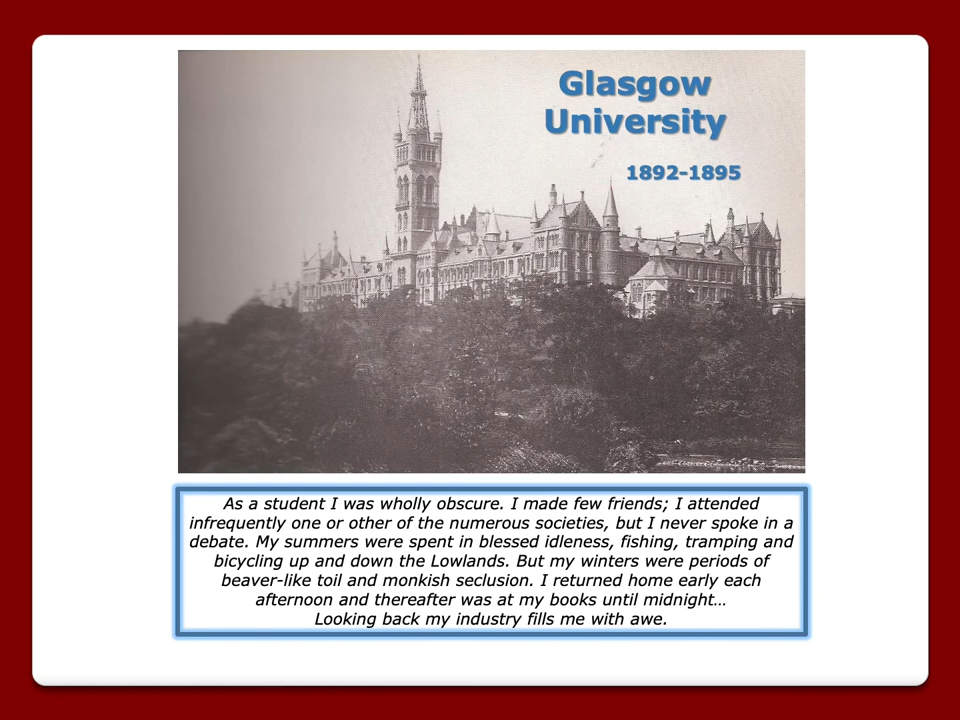 Glasgow
University
1892-1895
As a student I was wholly obscure. I made few friends; I attended
infrequently one or other of the numerous societies, but I never spoke in a
debate. My summers were spent in blessed idleness, fishing, tramping and
bicycling up and down the Lowlands. But my winters were periods of
beaver-like toil and monkish seclusion. I returned home early each
afternoon and thereafter was at my books until midnight…
Looking back my industry fills me with awe.